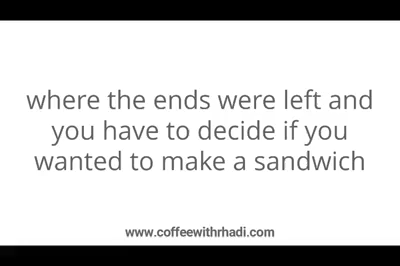 where the ends were left and
you have to decide if you
wanted to make a sandwich
www.coffeewithrhadi.com